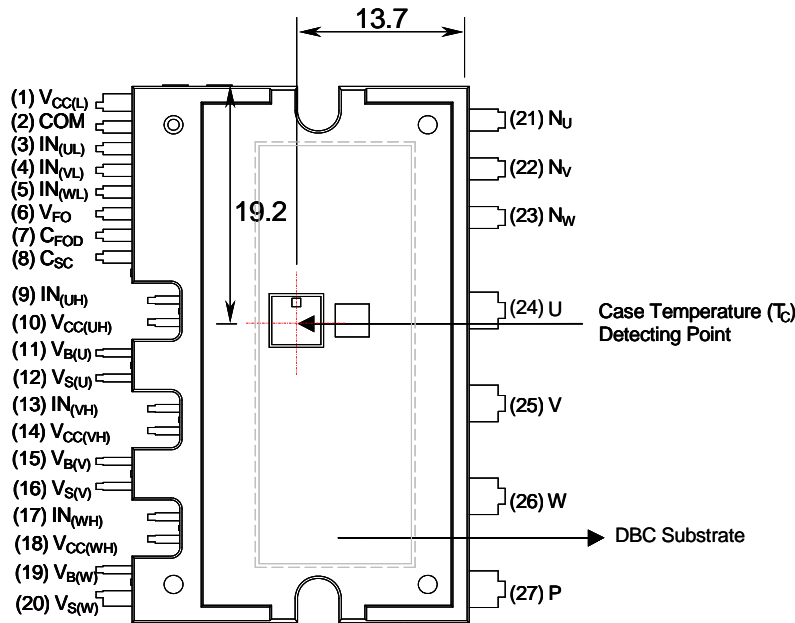 13.7
19.2
(1) VCC(L)
(2) COM
(3) IN(UL)
(4) IN(VL)
(5) IN(WL)
(6) VFO
(7) CFOD
(8) CSC
(9) IN(UH)
(10) VCC(UH)
(11) VB(U)
(12) VS(U)
(13) IN(VH)
(14) VCC(VH)
(15) VB(V)
(16) VS(V)
(17) IN(WH)
(18) VCC(WH)
(19) VB(W)
(20) VS(W)
(21) NU
(22) NV
(23) NW
(24) U
(25) V
(26) W
(27) P
Case Temperature (TC)
Detecting Point
DBC Substrate